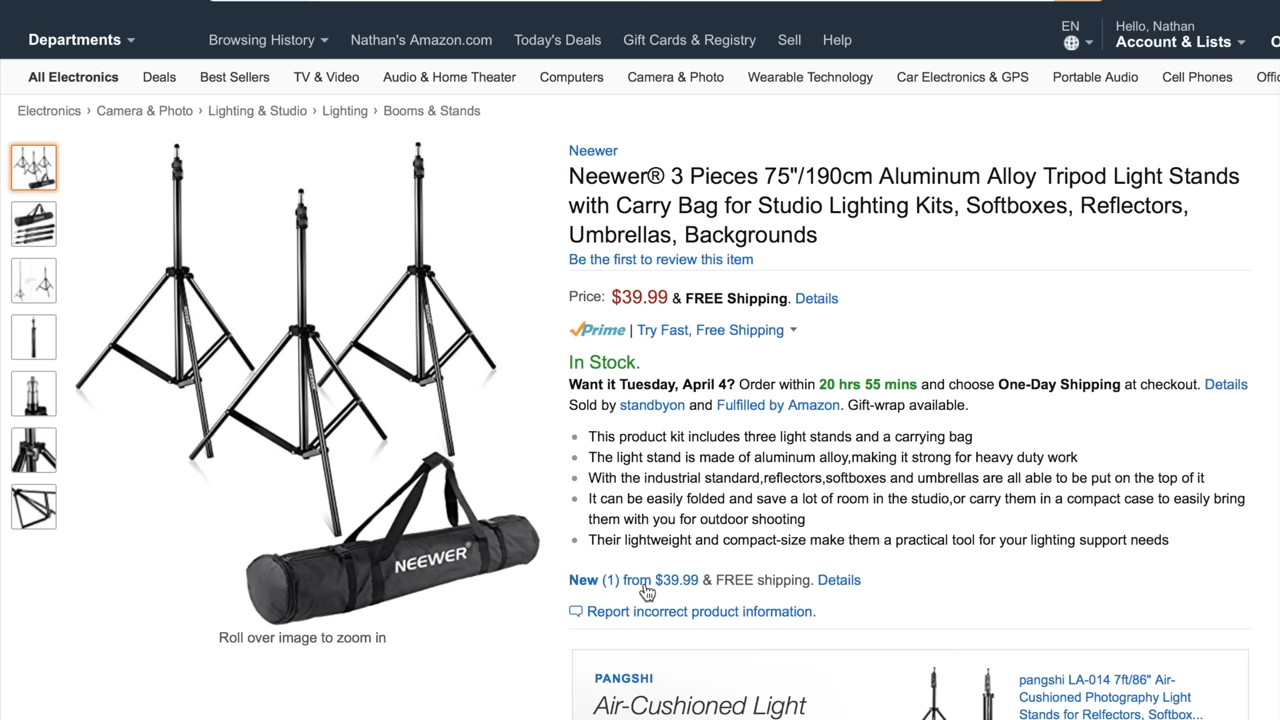 Departments
Browsing History
Nathan's Amazon.com
Today's Deals
Gift Cards & Registry
Sell
Help
EN
Hello, Nathan
Account & Lists
All Electronics
Deals
Best Sellers
TV & Video
Audio & Home Theater
Computers
Camera & Photo
Wearable Technology
Car Electronics & GPS
Portable Audio
Cell Phones
Electronics › Camera & Photo › Lighting & Studio › Lighting › Booms & Stands
Neewer
Neewer® 3 Pieces 75"/190cm Aluminum Alloy Tripod Light Stands
with Carry Bag for Studio Lighting Kits, Softboxes, Reflectors,
Umbrellas, Backgrounds
Be the first to review this item
Price: $39.99 & FREE Shipping. Details
Prime | Try Fast, Free Shipping
In Stock.
Want it Tuesday, April 4? Order within 20 hrs 55 mins and choose One-Day Shipping at checkout. Details
Sold by standbyon and Fulfilled by Amazon. Gift-wrap available.
This product kit includes three light stands and a carrying bag
The light stand is made of aluminum alloy,making it strong for heavy duty work
With the industrial standard,reflectors,softboxes and umbrellas are all able to be put on the top of it
It can be easily folded and save a lot of room in the studio,or carry them in a compact case to easily bring
them with you for outdoor shooting
Their lightweight and compact-size make them a practical tool for your lighting support needs
New (1) from $39.99 & FREE shipping. Details
Report incorrect product information.
NEEWER®
Roll over image to zoom in
PANGSHI
Air-Cushioned Light
pangshi LA-014 7ft/86" Air-
Cushioned Photography Light
Stands for Relfectors, Softbox...